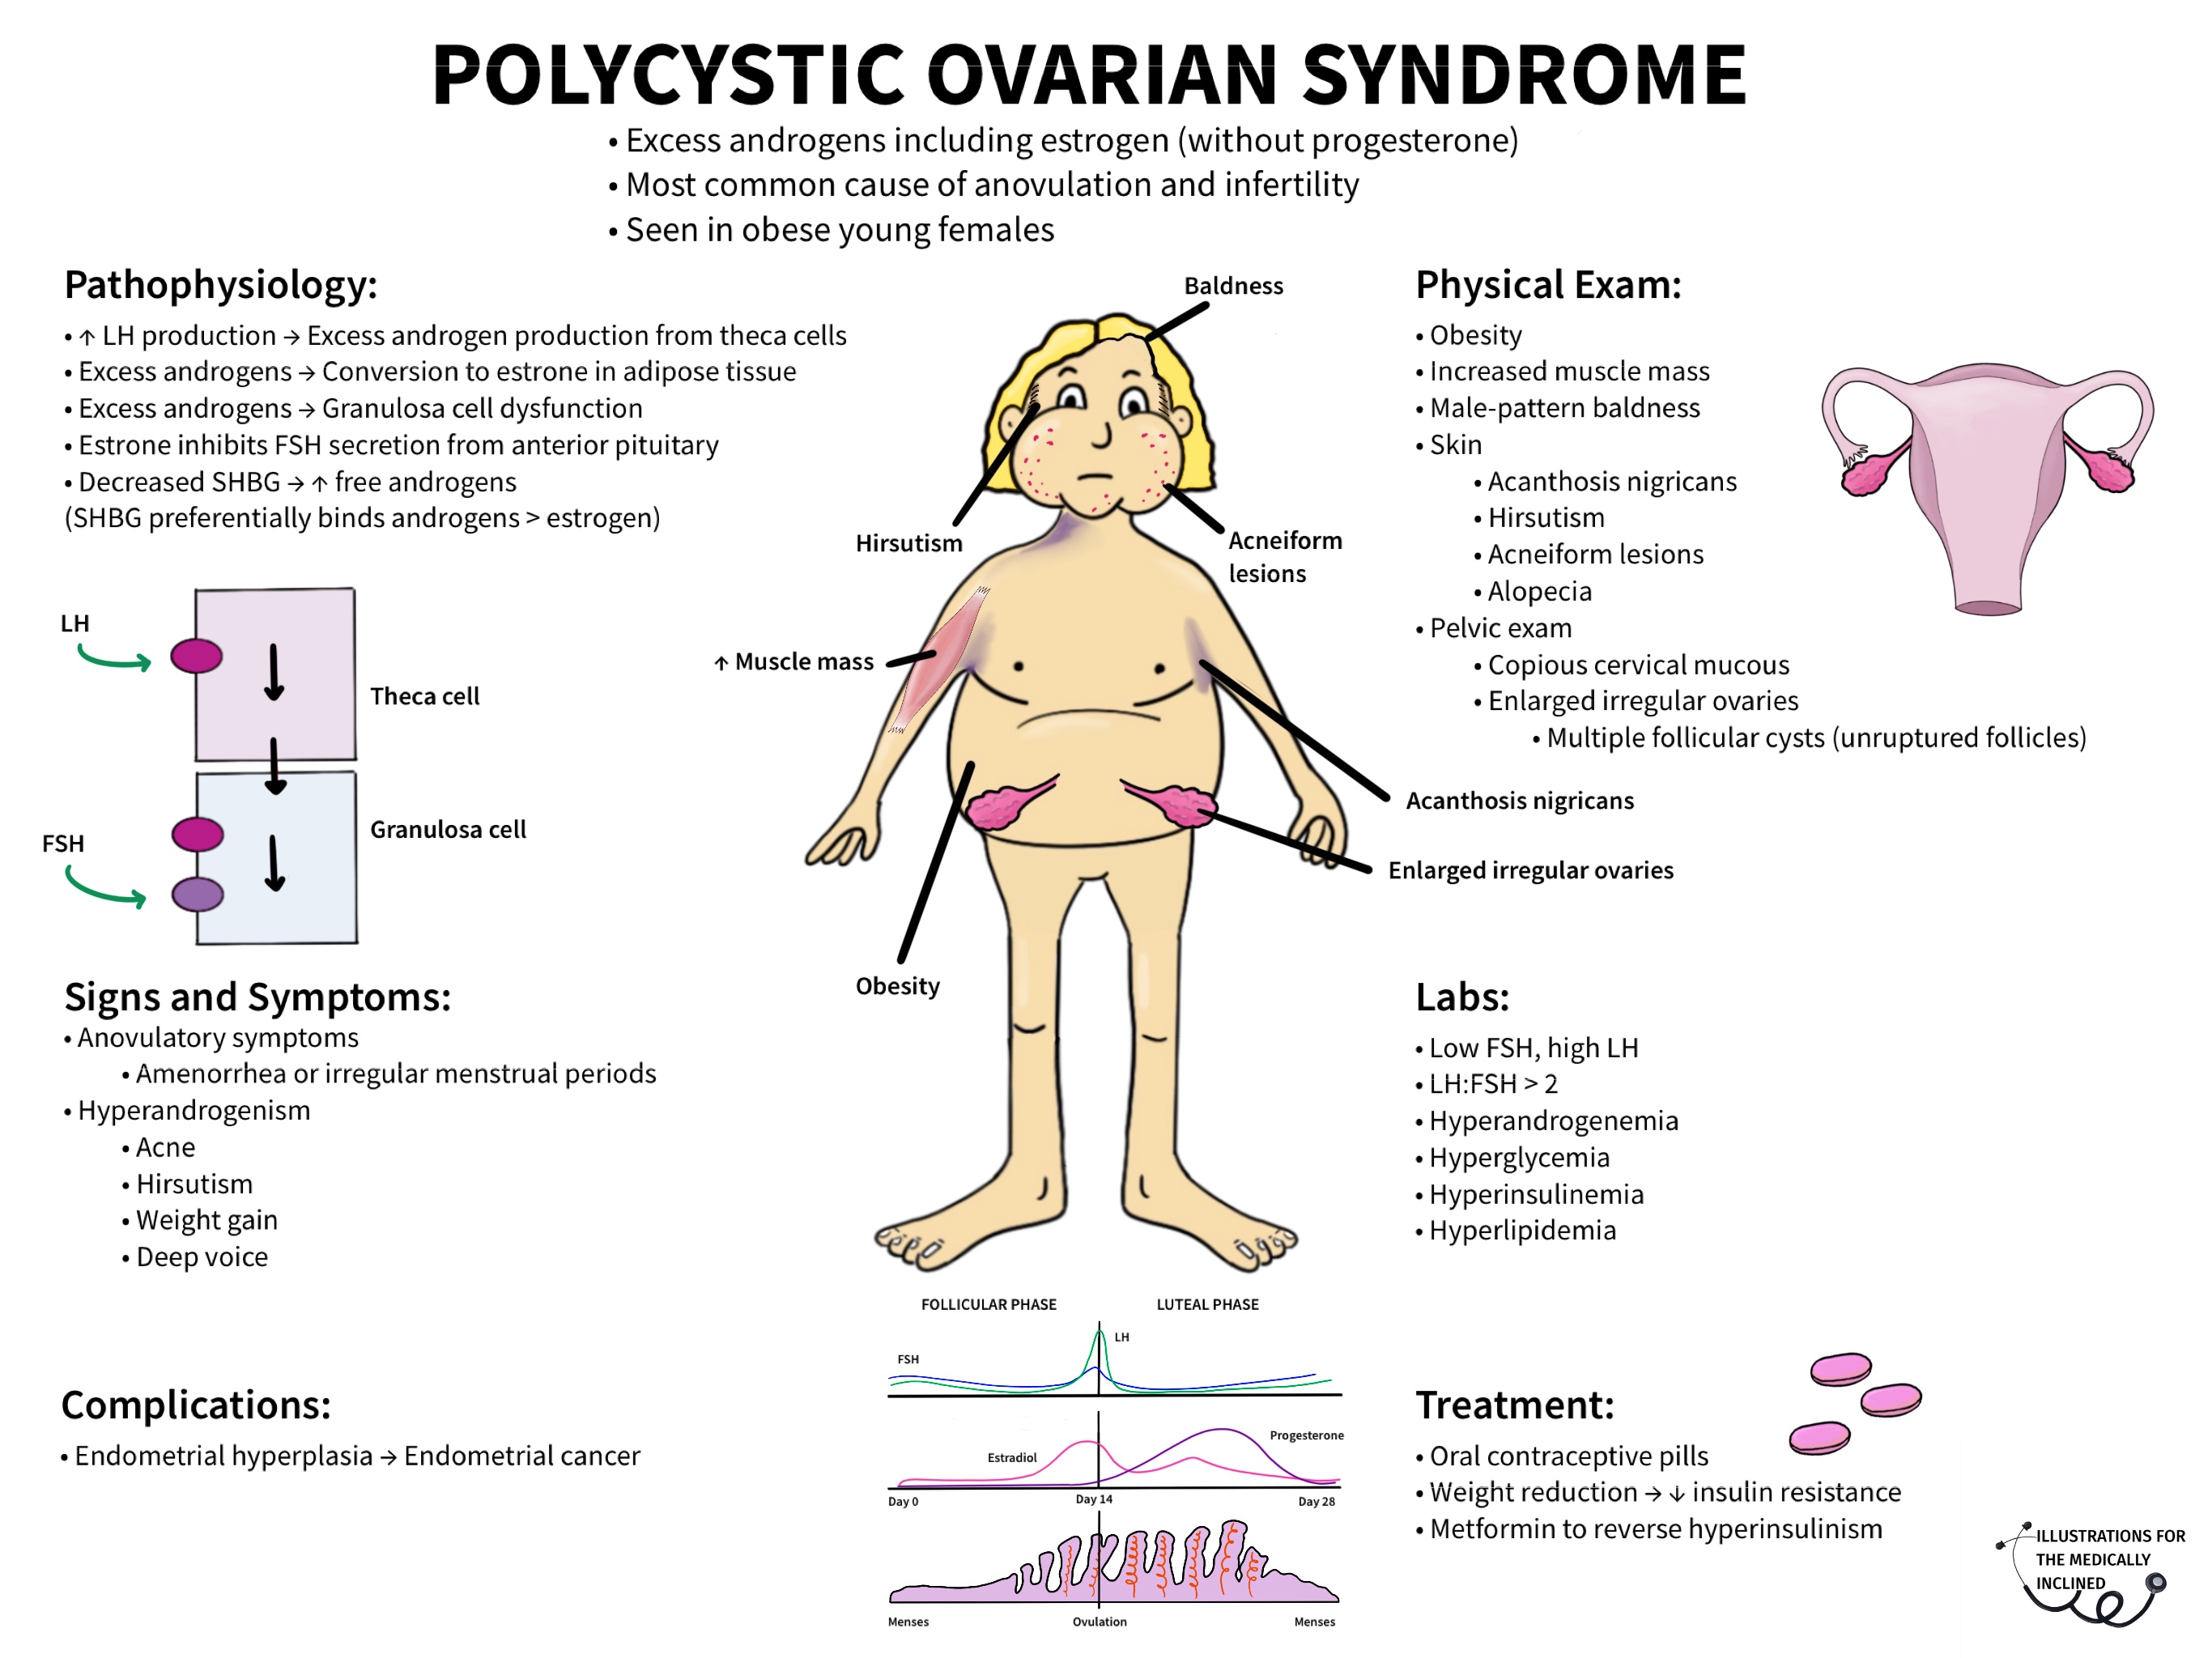 POLYCYSTIC OVARIAN SYNDROME
• Excess androgens including estrogen (without progesterone)
• Most common cause of anovulation and infertility
• Seen in obese young females
Pathophysiology:
• ↑ LH production → Excess androgen production from theca cells
• Excess androgens → Conversion to estrone in adipose tissue
• Excess androgens → Granulosa cell dysfunction
• Estrone inhibits FSH secretion from anterior pituitary
• Decreased SHBG → ↑ free androgens
(SHBG preferentially binds androgens > estrogen)
LH
Theca cell
FSH
Granulosa cell
Signs and Symptoms:
• Anovulatory symptoms
• Amenorrhea or irregular menstrual periods
• Hyperandrogenism
• Acne
• Hirsutism
• Weight gain
• Deep voice
Complications:
• Endometrial hyperplasia → Endometrial cancer
Baldness
Hirsutism
Acneiform
lesions
↑ Muscle mass
Acanthosis nigricans
Enlarged irregular ovaries
Obesity
FOLLICULAR PHASE
LUTEAL PHASE
LH
FSH
Estradiol
Progesterone
Day 0
Day 14
Day 28
Menses
Ovulation
Menses
Physical Exam:
• Obesity
• Increased muscle mass
• Male-pattern baldness
• Skin
• Acanthosis nigricans
• Hirsutism
• Acneiform lesions
• Alopecia
• Pelvic exam
• Copious cervical mucous
• Enlarged irregular ovaries
• Multiple follicular cysts (unruptured follicles)
Labs:
• Low FSH, high LH
• LH:FSH > 2
• Hyperandrogenemia
• Hyperglycemia
• Hyperinsulinemia
• Hyperlipidemia
Treatment:
• Oral contraceptive pills
• Weight reduction → ↓ insulin resistance
• Metformin to reverse hyperinsulinism
ILLUSTRATIONS FOR
THE MEDICALLY
INCLINED